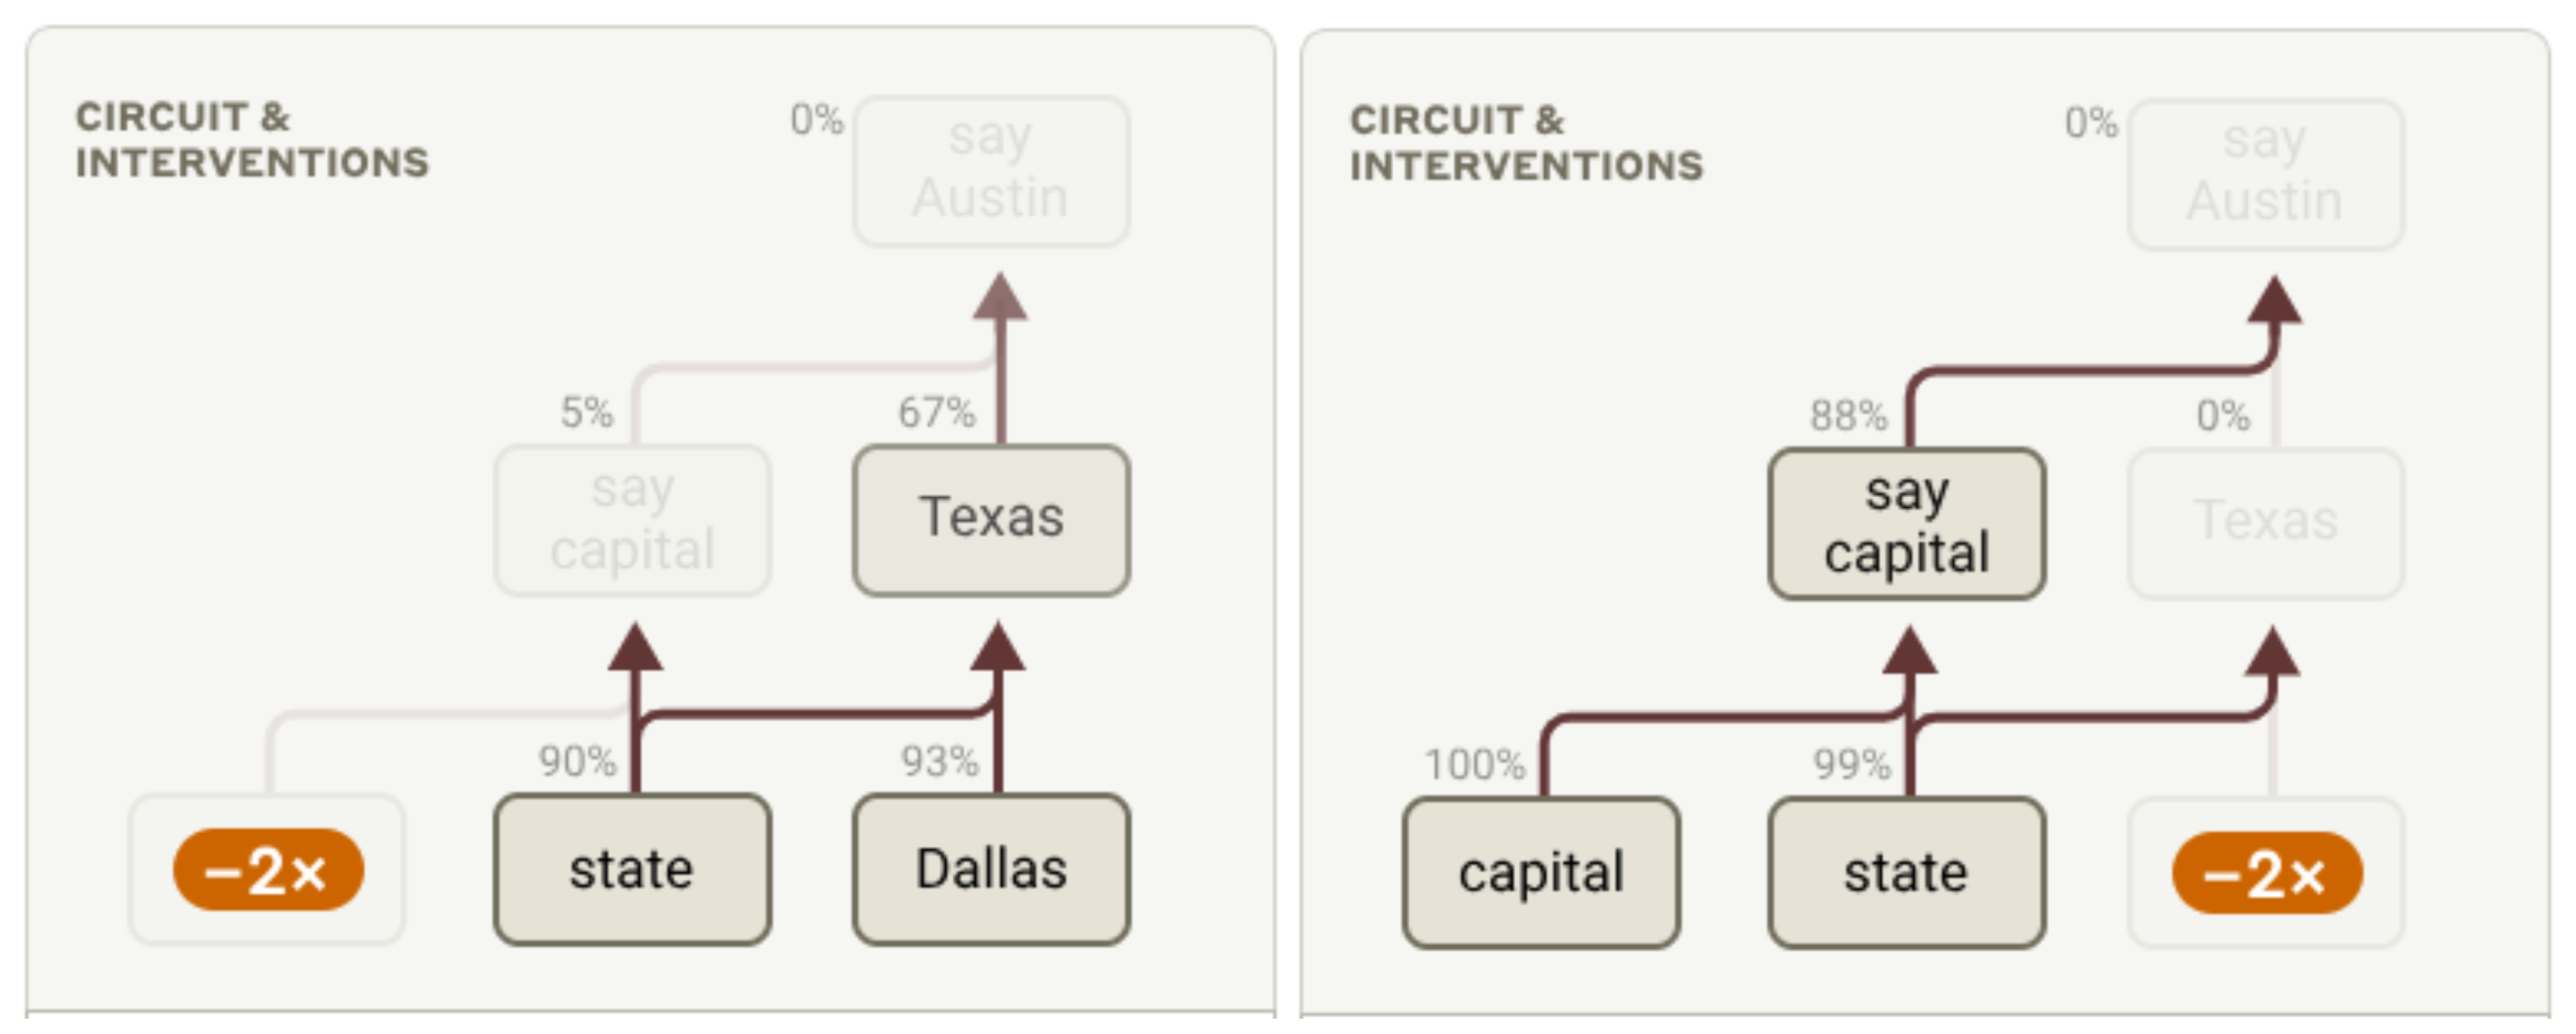 CIRCUIT &
INTERVENTIONS
0%
say
Austin
5%
67%
say
capital
Texas
90%
93%
−2×
state
Dallas
CIRCUIT &
INTERVENTIONS
0%
say
Austin
88%
0%
say
capital
Texas
100%
99%
capital
state
−2×